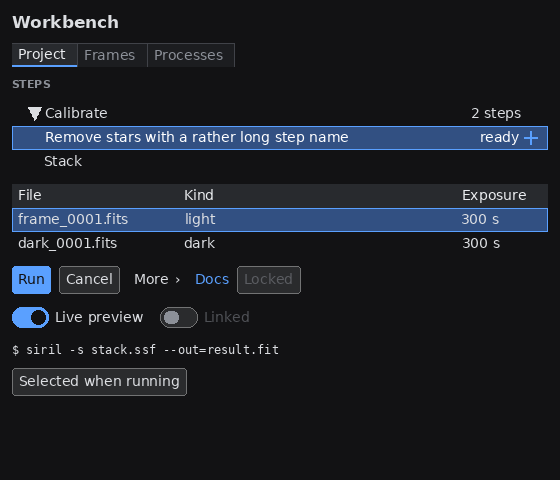 Workbench
Project Frames Processes
STEPS
Calibrate 2 steps
Remove stars with a rather long step name ready
Stack
File Kind Exposure
frame_0001.fits light 300 s
dark_0001.fits dark 300 s
Run Cancel More › Docs Locked
Live preview Linked
$ siril -s stack.ssf --out=result.fit
Selected when running